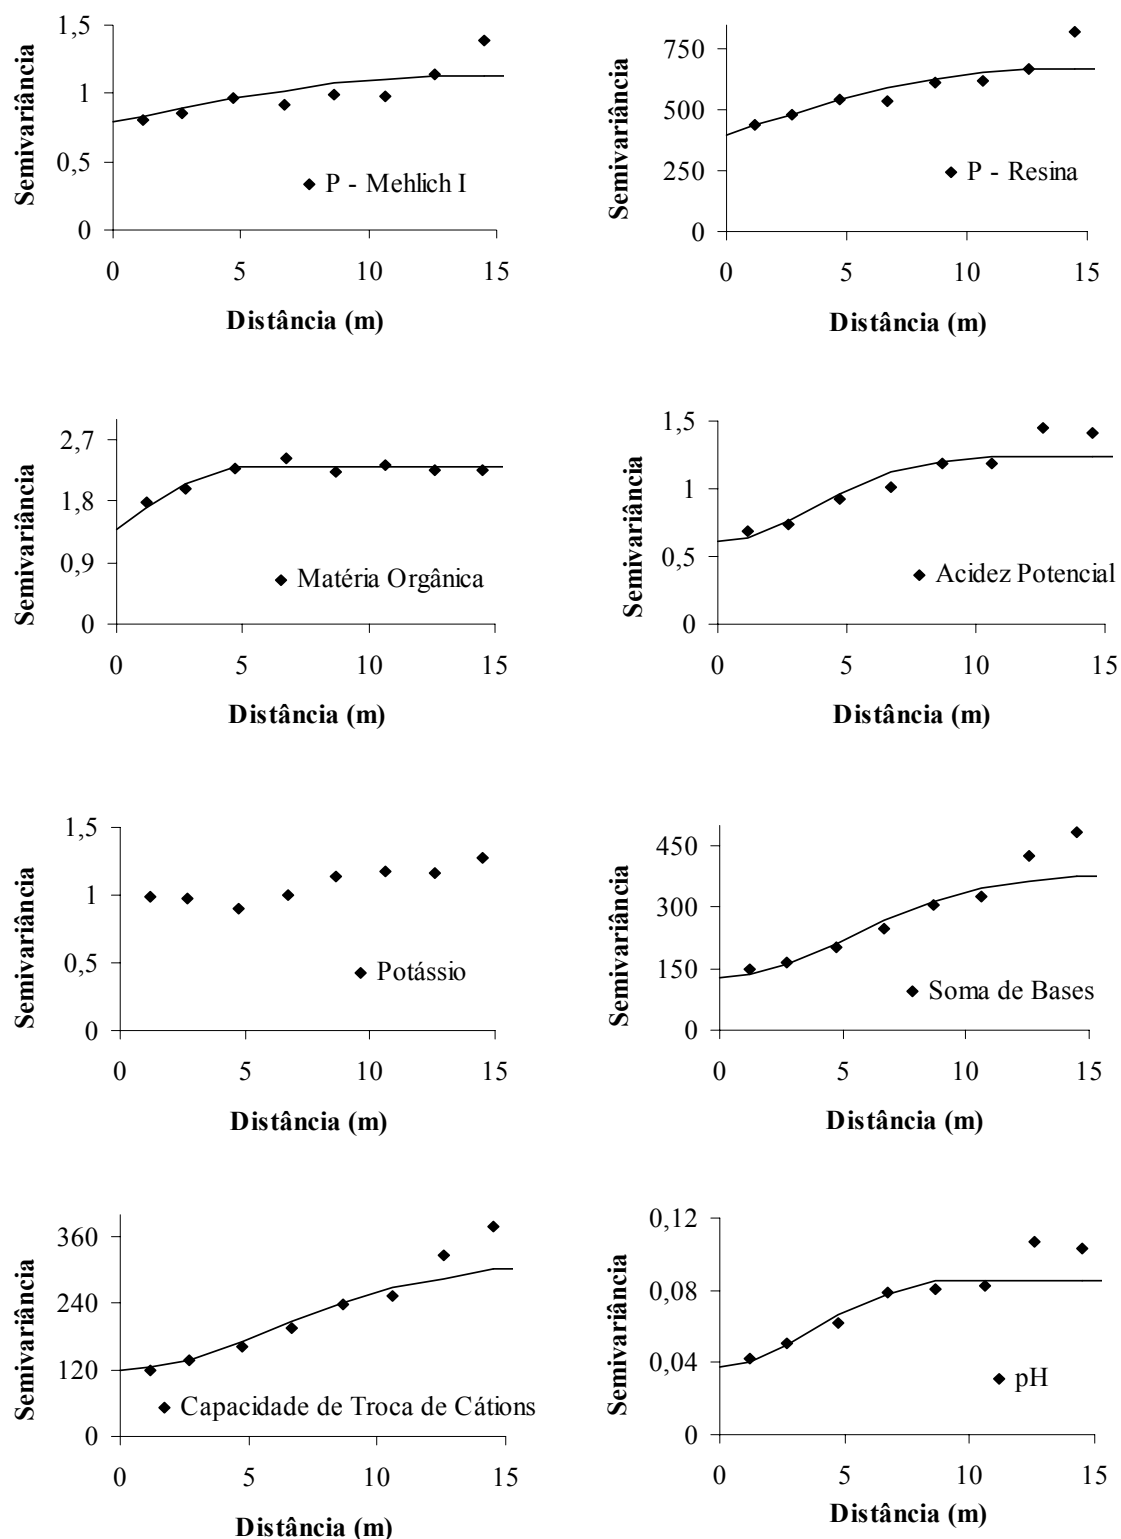 1,5
1
0,5
0
Semivariância
P - Mehlich I
0 5 10 15
Distância (m)
750
500
250
0
Semivariância
P - Resina
0 5 10 15
Distância (m)
2,7
1,8
0,9
0
Semivariância
Matéria Orgânica
0 5 10 15
Distância (m)
1,5
1
0,5
0
Semivariância
Acidez Potencial
0 5 10 15
Distância (m)
1,5
1
0,5
0
Semivariância
Potássio
0 5 10 15
Distância (m)
450
300
150
0
Semivariância
Soma de Bases
0 5 10 15
Distância (m)
360
240
120
0
Semivariância
Capacidade de Troca de Cátions
0 5 10 15
Distância (m)
0,12
0,08
0,04
0
Semivariância
pH
0 5 10 15
Distância (m)